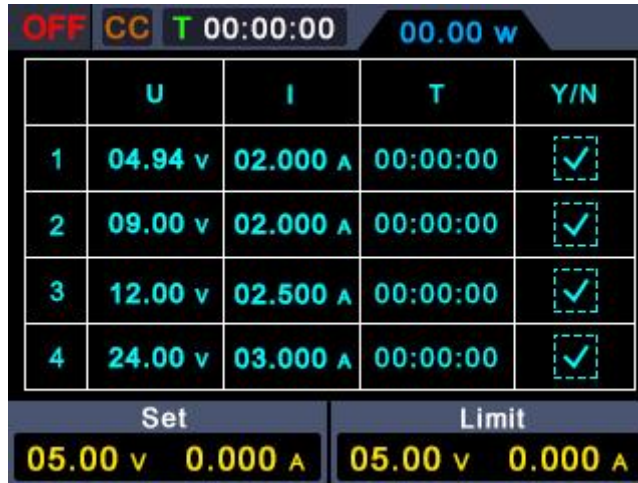 OFF CC T 00:00:00 00.00 W
U I T Y/N
1 04.94 V 02.000 A 00:00:00
2 09.00 V 02.000 A 00:00:00
3 12.00 V 02.500 A 00:00:00
4 24.00 V 03.000 A 00:00:00
Set Limit
05.00 V 0.000 A 05.00 V 0.000 A